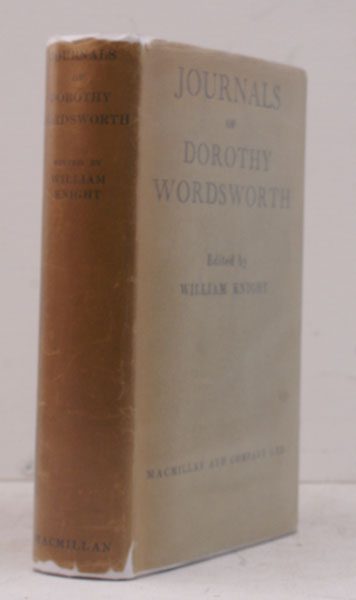 JOURNALS
OF
DOROTHY
WORDSWORTH
EDITED BY
WILLIAM
KNIGHT
MACMILLAN
JOURNALS
OF
DOROTHY
WORDSWORTH
Edited by
WILLIAM KNIGHT
MACMILLAN AND COMPANY LTD